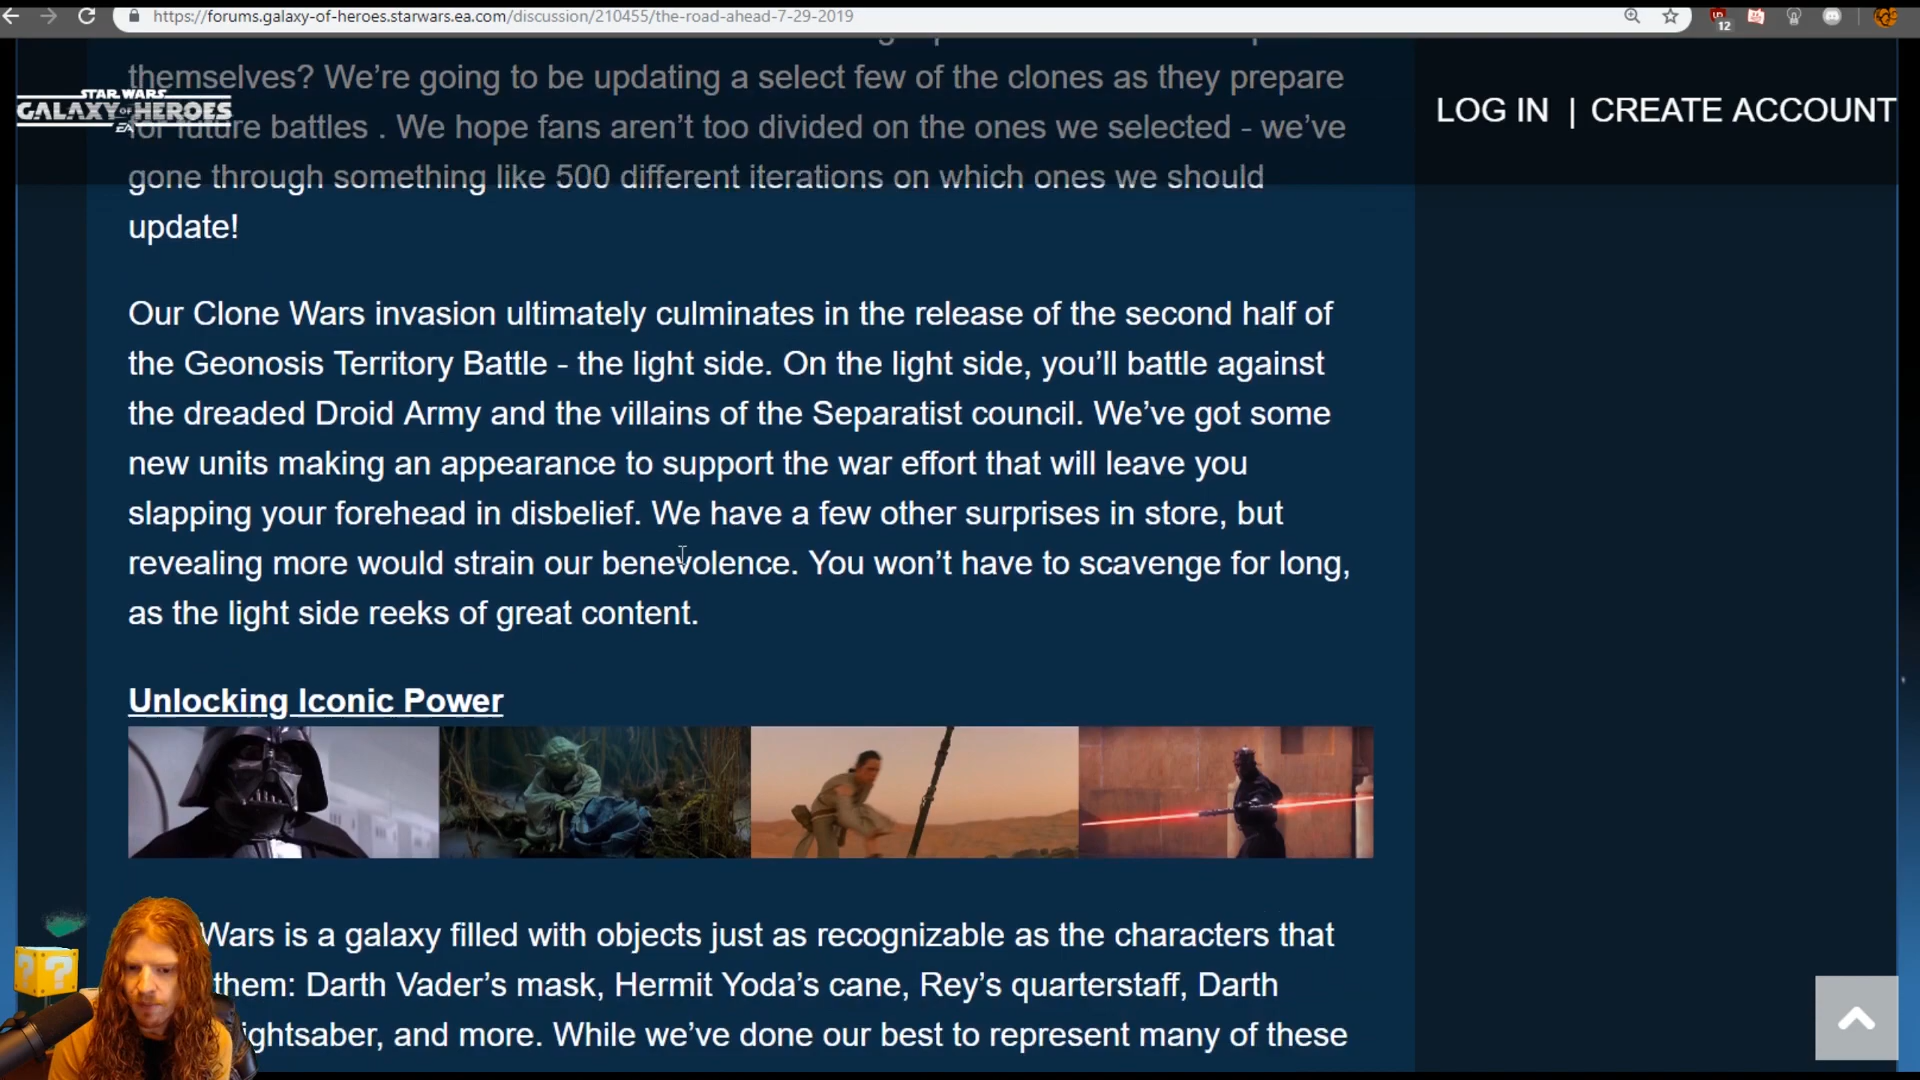 https://forums.galaxy-of-heroes.starwars.ea.com/discussion/210455/the-road-ahead-7-29-2019
12
themselves? We’re going to be updating a select few of the clones as they prepare
STAR WARS
GALAXY OF HEROES
EA
LOG IN | CREATE ACCOUNT
for future battles . We hope fans aren’t too divided on the ones we selected - we’ve
gone through something like 500 different iterations on which ones we should
update!
Our Clone Wars invasion ultimately culminates in the release of the second half of
the Geonosis Territory Battle - the light side. On the light side, you’ll battle against
the dreaded Droid Army and the villains of the Separatist council. We’ve got some
new units making an appearance to support the war effort that will leave you
slapping your forehead in disbelief. We have a few other surprises in store, but
revealing more would strain our benevolence. You won’t have to scavenge for long,
as the light side reeks of great content.
Unlocking Iconic Power
Wars is a galaxy filled with objects just as recognizable as the characters that
them: Darth Vader’s mask, Hermit Yoda’s cane, Rey’s quarterstaff, Darth
ightsaber, and more. While we’ve done our best to represent many of these